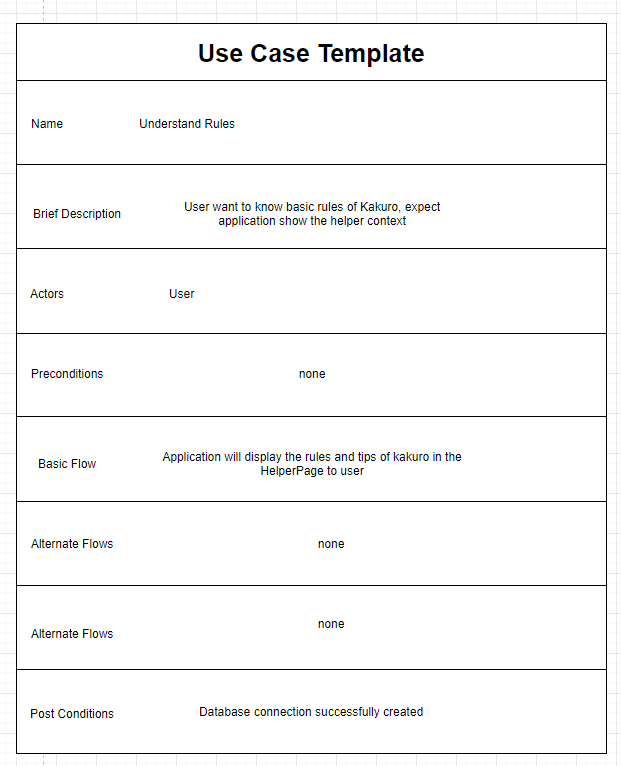 Use Case Template
Name Understand Rules
Brief Description User want to know basic rules of Kakuro, expect
application show the helper context
Actors User
Preconditions none
Basic Flow Application will display the rules and tips of kakuro in the
HelperPage to user
Alternate Flows none
Alternate Flows none
Post Conditions Database connection successfully created